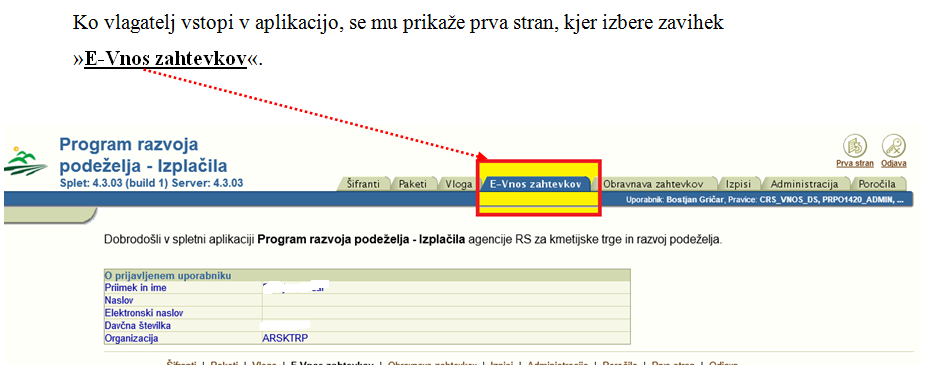 Ko vlagatelj vstopi v aplikacijo, se mu prikaže prva stran, kjer izbere zavihek
»E-Vnos zahtevkov«.
Program razvoja
podeželja - Izplačila
Splet: 4.3.03 (build 1) Server: 4.3.03
Prva stran Odjava
Šifranti Paketi Vloga E-Vnos zahtevkov Obravnava zahtevkov Izpisi Administracija Poročila
Uporabnik: Bostjan Gričar, Pravice: CRS_VNOS_DS, PRPO1420_ADMIN, ...
Dobrodošli v spletni aplikaciji Program razvoja podeželja - Izplačila agencije RS za kmetijske trge in razvoj podeželja.
O prijavljenem uporabniku
Priimek in ime
Naslov
Elektronski naslov
Davčna številka
Organizacija ARSKTRP
Šifranti | Paketi | Vloga | E-Vnos zahtevkov | Obravnava zahtevkov | Izpisi | Administracija | Poročila | Prva stran | Odjava